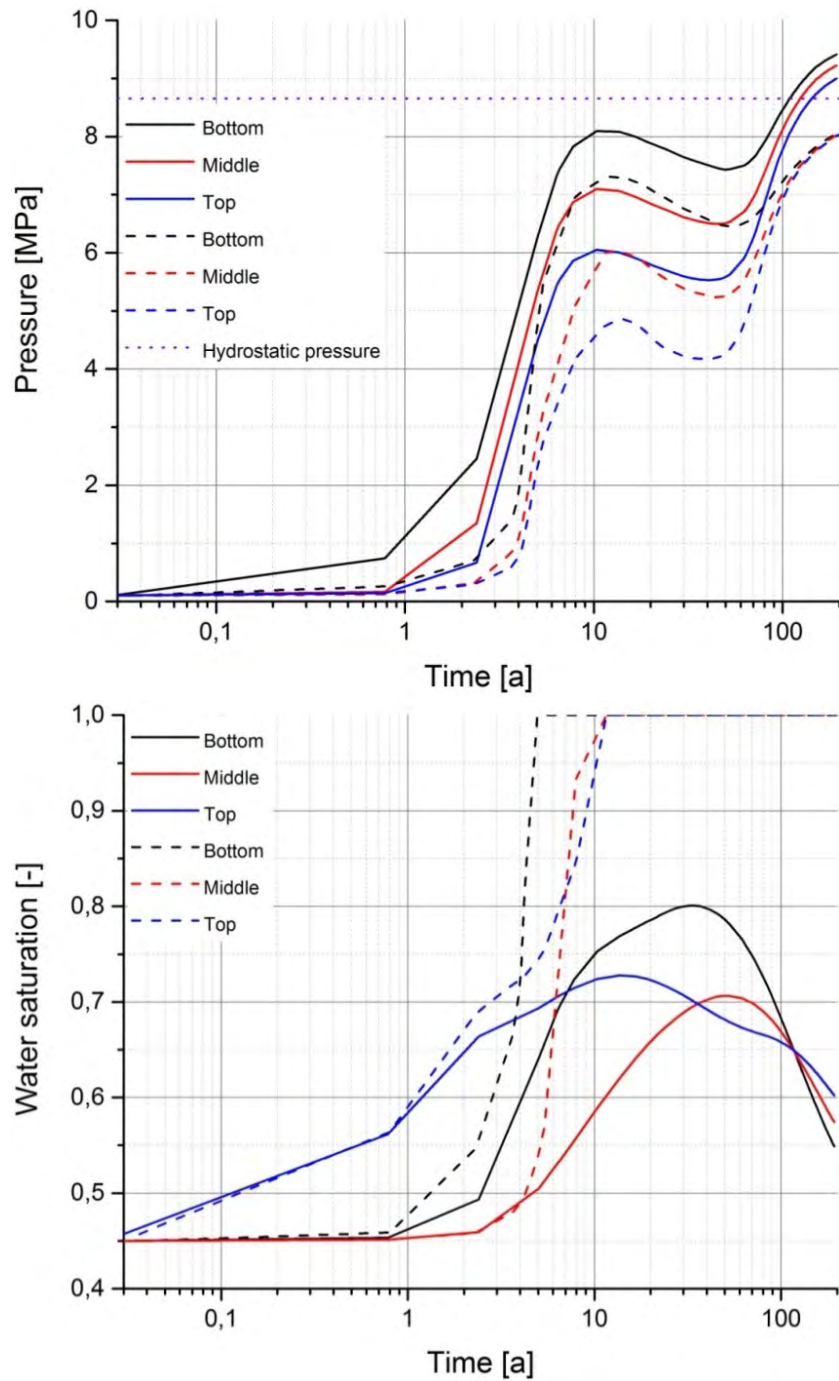 10
8
6
4
2
0
Pressure [MPa]
Bottom
Middle
Top
Bottom
Middle
Top
Hydrostatic pressure
0,1
1
10
100
Time [a]
1,0
0,9
0,8
0,7
0,6
0,5
0,4
Water saturation [-]
Bottom
Middle
Top
Bottom
Middle
Top
0,1
1
10
100
Time [a]